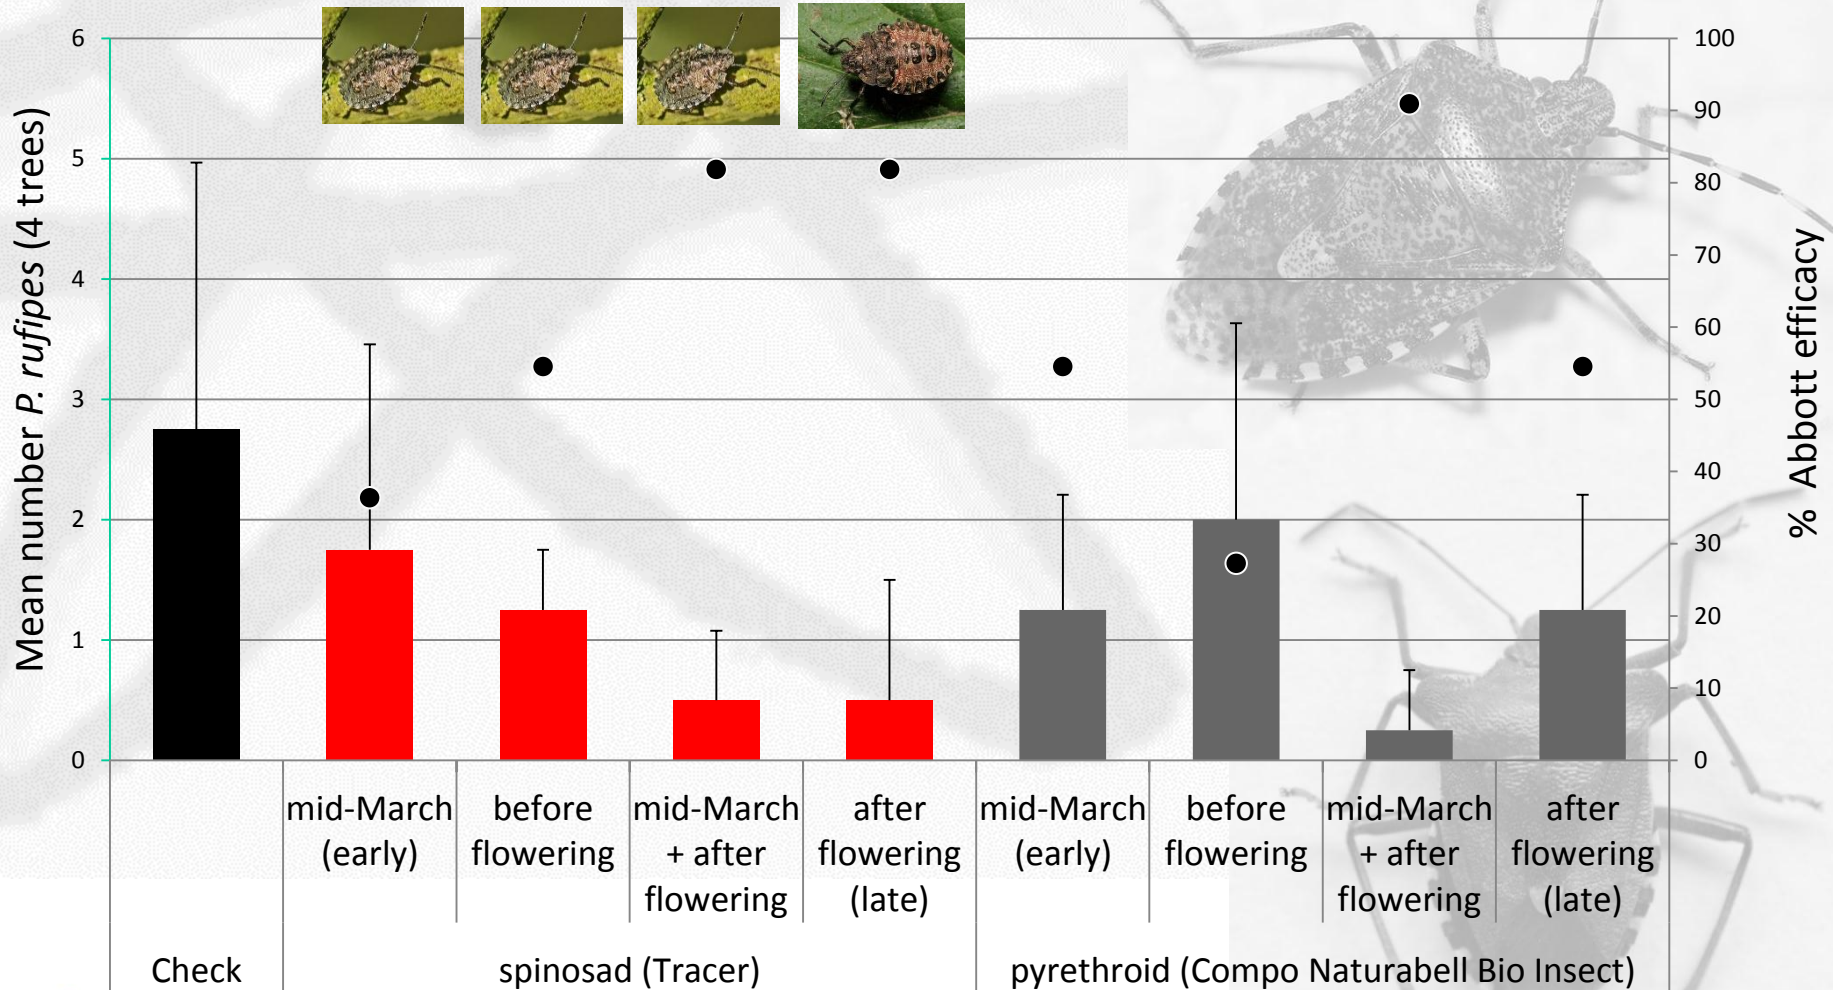 Mean number P. rufipes (4 trees)
6
5
4
3
2
1
0
100
90
80
70
60
50
40
30
20
10
0
% Abbott efficacy
mid-March
(early)
before
flowering
mid-March
+ after
flowering
after
flowering
(late)
mid-March
(early)
before
flowering
mid-March
+ after
flowering
after
flowering
(late)
Check
spinosad (Tracer)
pyrethroid (Compo Naturabell Bio Insect)